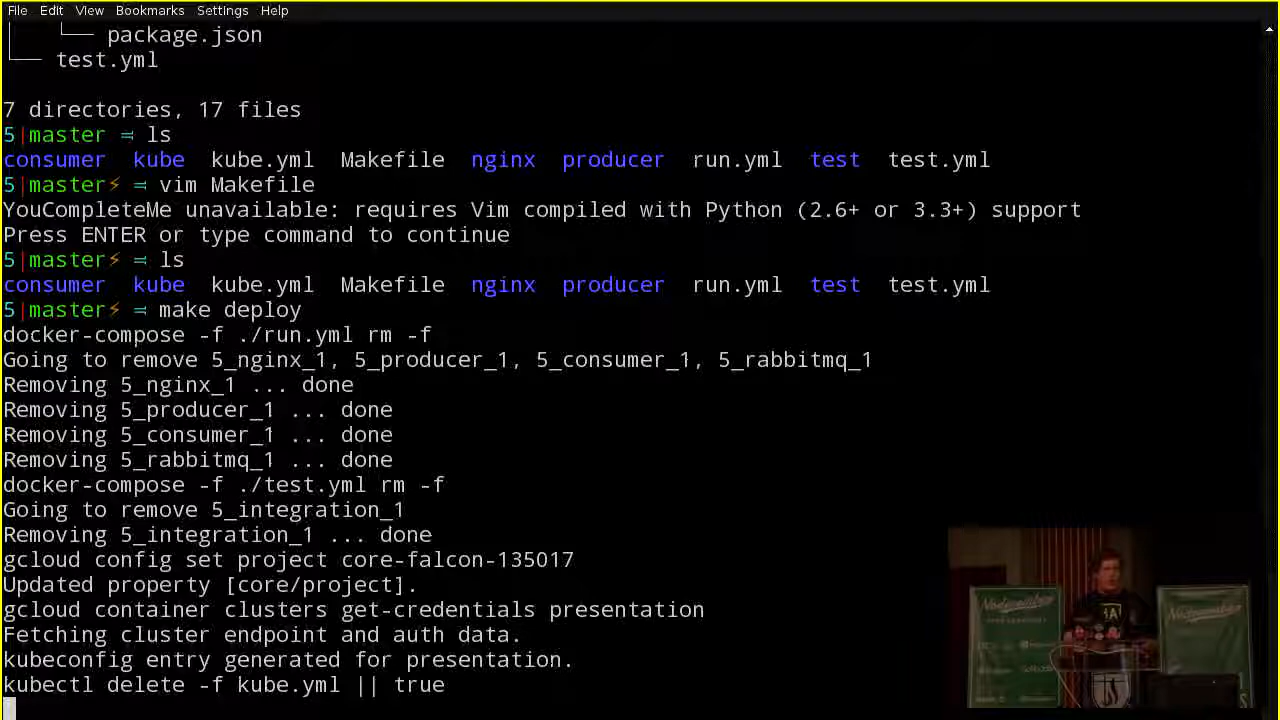 File Edit View Bookmarks Settings Help
│   └── package.json
└── test.yml
7 directories, 17 files
5|master ⥤ ls
consumer kube kube.yml Makefile nginx producer run.yml test test.yml
5|master⚡ ⥤ vim Makefile
YouCompleteMe unavailable: requires Vim compiled with Python (2.6+ or 3.3+) support
Press ENTER or type command to continue
5|master⚡ ⥤ ls
consumer kube kube.yml Makefile nginx producer run.yml test test.yml
5|master⚡ ⥤ make deploy
docker-compose -f ./run.yml rm -f
Going to remove 5_nginx_1, 5_producer_1, 5_consumer_1, 5_rabbitmq_1
Removing 5_nginx_1 ... done
Removing 5_producer_1 ... done
Removing 5_consumer_1 ... done
Removing 5_rabbitmq_1 ... done
docker-compose -f ./test.yml rm -f
Going to remove 5_integration_1
Removing 5_integration_1 ... done
gcloud config set project core-falcon-135017
Updated property [core/project].
gcloud container clusters get-credentials presentation
Fetching cluster endpoint and auth data.
kubeconfig entry generated for presentation.
kubectl delete -f kube.yml || true
Nodevember
Nodevember